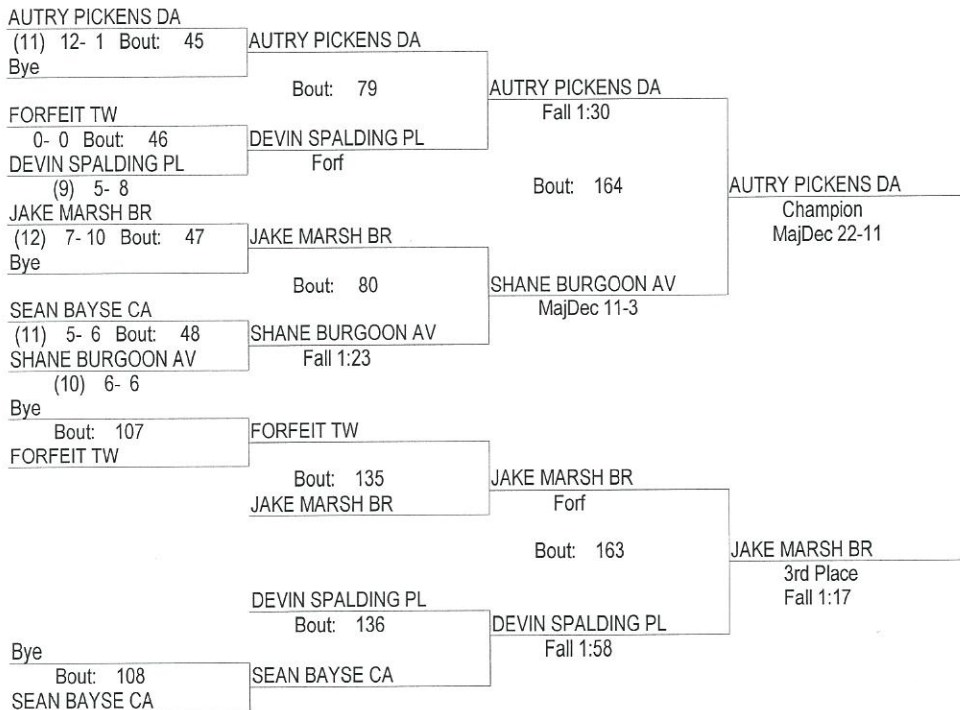 AUTRY PICKENS DA
(11) 12- 1 Bout: 45
AUTRY PICKENS DA
Bye
Bout: 79
AUTRY PICKENS DA
Fall 1:30
FORFEIT TW
0- 0 Bout: 46
DEVIN SPALDING PL
Forf
DEVIN SPALDING PL
(9) 5- 8
Bout: 164
AUTRY PICKENS DA
Champion
MajDec 22-11
JAKE MARSH BR
(12) 7- 10 Bout: 47
JAKE MARSH BR
Bye
Bout: 80
SHANE BURGOON AV
MajDec 11-3
SEAN BAYSE CA
(11) 5- 6 Bout: 48
SHANE BURGOON AV
Fall 1:23
SHANE BURGOON AV
(10) 6- 6
Bye
Bout: 107
FORFEIT TW
FORFEIT TW
Bout: 135
JAKE MARSH BR
JAKE MARSH BR
Forf
Bout: 163
JAKE MARSH BR
3rd Place
Fall 1:17
DEVIN SPALDING PL
Bout: 136
DEVIN SPALDING PL
Fall 1:58
Bye
Bout: 108
SEAN BAYSE CA
SEAN BAYSE CA